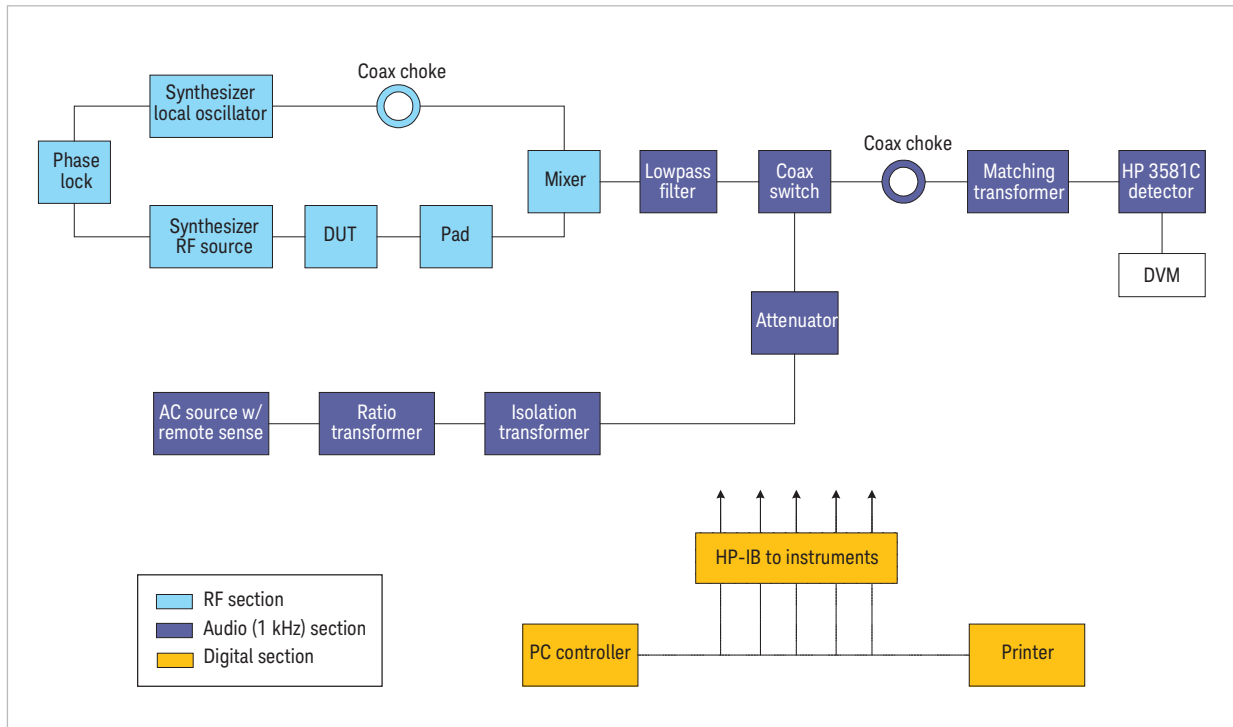 Coax choke
Synthesizer
local oscillator
Phase
lock
Mixer
Synthesizer
RF source
DUT
Pad
Lowpass
filter
Coax
switch
Coax choke
Matching
transformer
HP 3581C
detector
DVM
Attenuator
AC source w/
remote sense
Ratio
transformer
Isolation
transformer
HP-IB to instruments
PC controller
Printer
RF section
Audio (1 kHz) section
Digital section